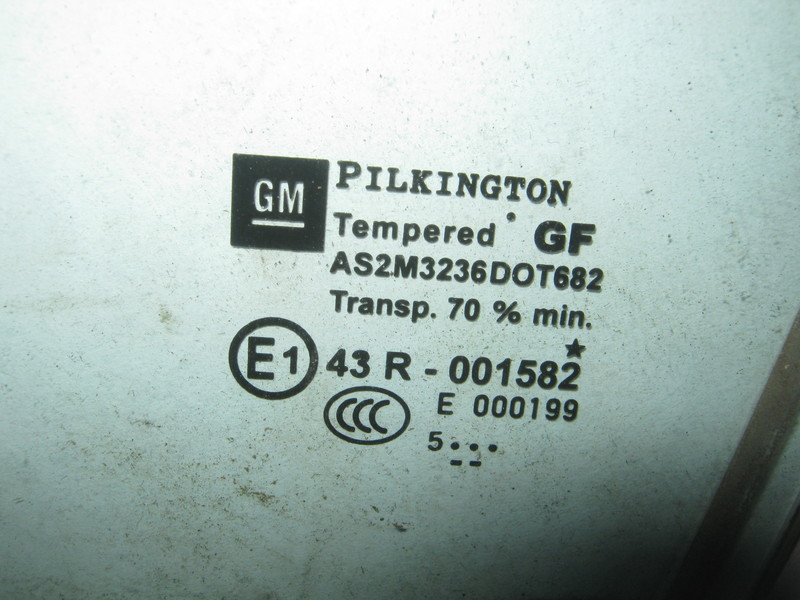 GM
PILKINGTON
Tempered GF
AS2M3236DOT682
Transp. 70 % min.
E1 43 R - 001582
CCC E 000199
5